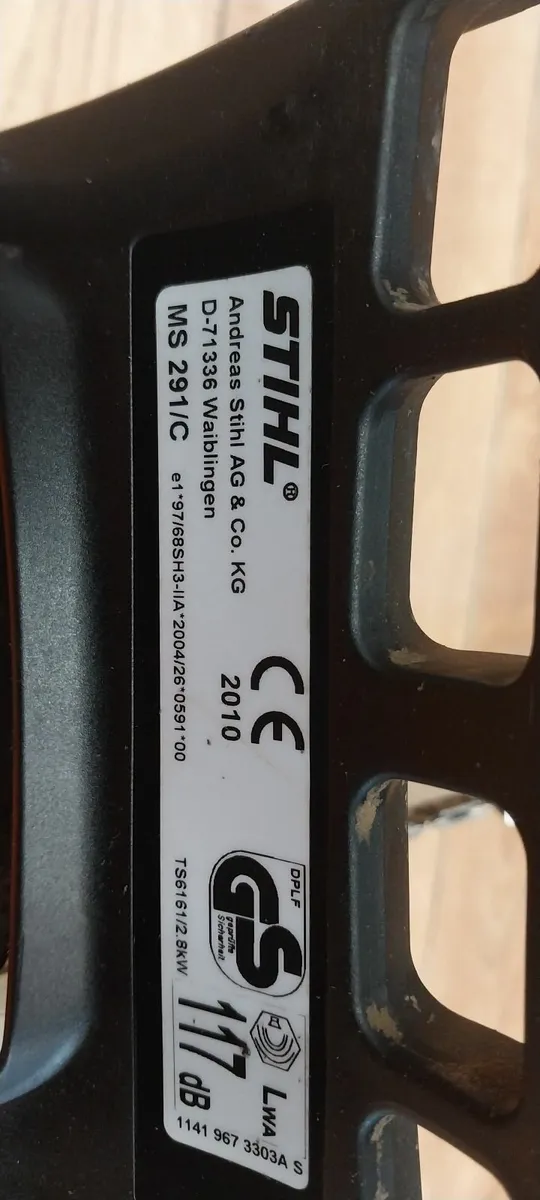 STIHL®
Andreas Stihl AG & Co. KG
D-71336 Waiblingen
MS 291/C
e1*97/68SH3-IIA*2004/26*0591*00
CE
2010
DPLF
GS
geprüfte
Sicherheit
TS6161/2.8kW
LWA
117 dB
1141 967 3303A S